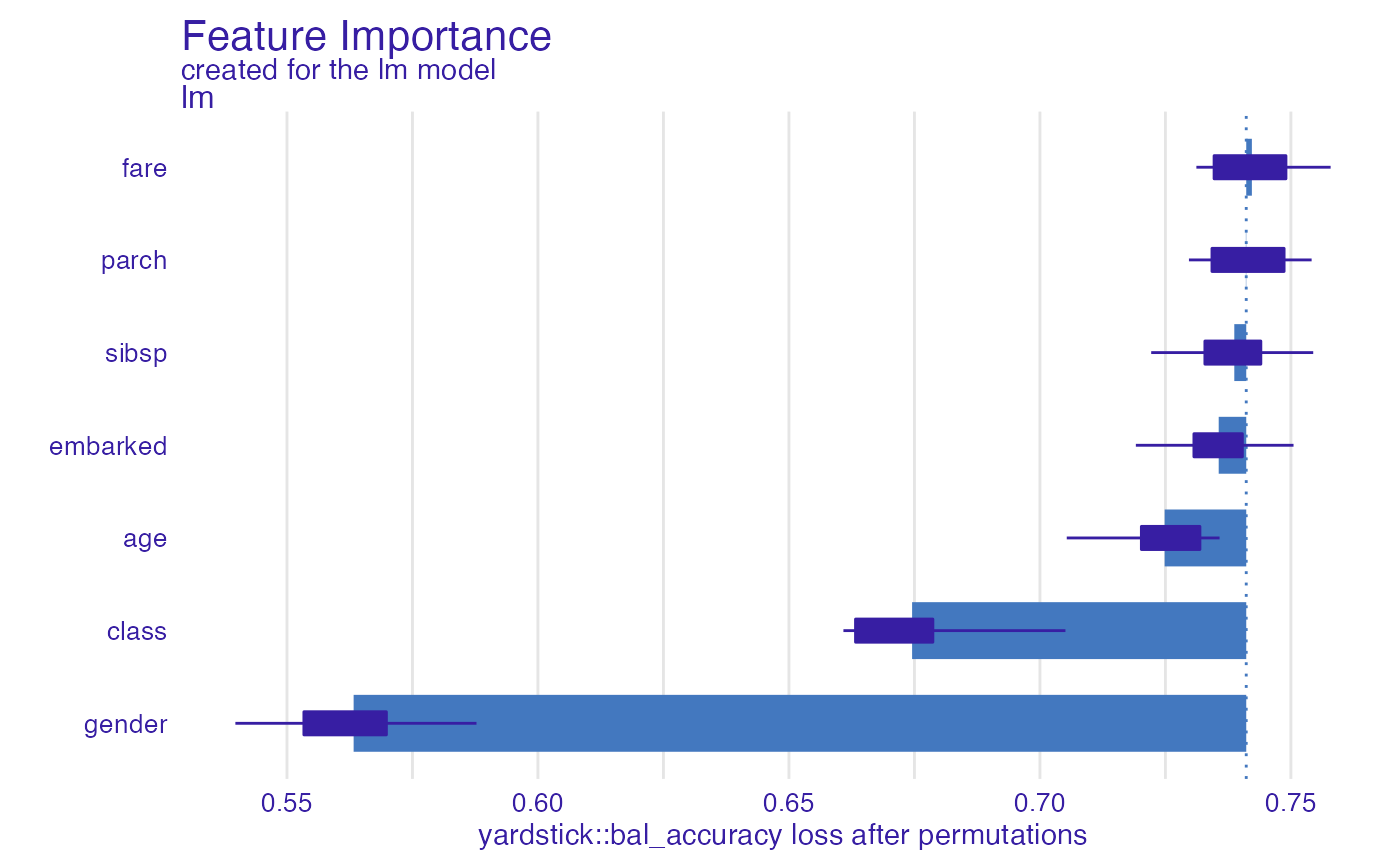 Feature Importance
created for the lm model
lm
fare
parch
sibsp
embarked
age
class
gender
0.55 0.60 0.65 0.70 0.75
yardstick::bal_accuracy loss after permutations